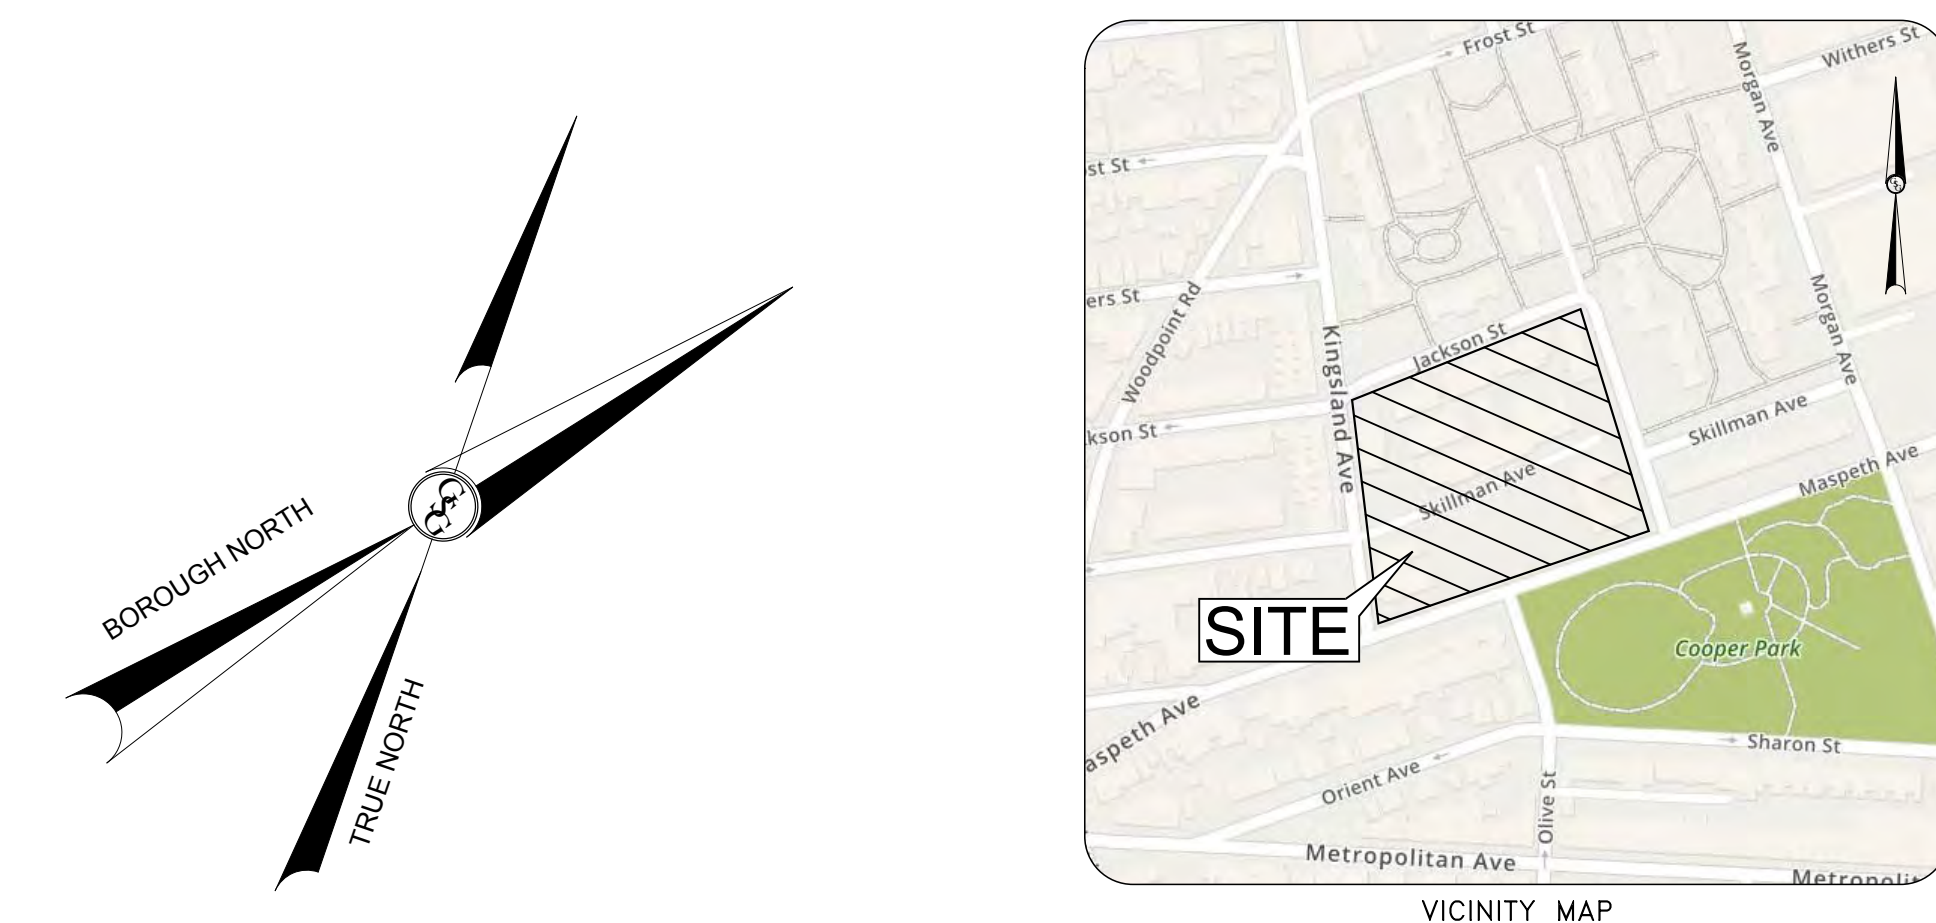 BOROUGH NORTH
TRUE NORTH
Frost St
Withers St
Morgan Ave
st St
ers St
Woodpoint Rd
Kingsland Ave
Jackson St
Morgan Ave
kson St
Skillman Ave
Skillman Ave
Maspeth Ave
SITE
Cooper Park
aspeth Ave
Sharon St
Orient Ave
Olive St
Metropolitan Ave
Metropolit
VICINITY MAP